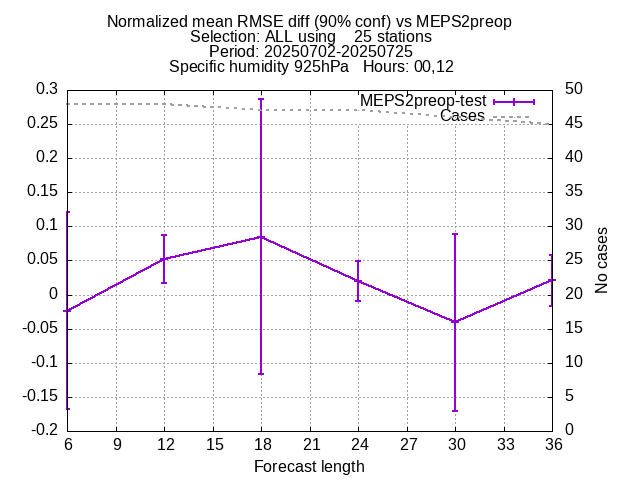 Normalized mean RMSE diff (90% conf) vs MEPS2preop
Selection: ALL using    25 stations
Period: 20250702-20250725
Specific humidity 925hPa   Hours: 00,12
0.3
0.25
0.2
0.15
0.1
0.05
0
-0.05
-0.1
-0.15
-0.2
MEPS2preop-test
Cases
50
45
40
35
30
25
20
15
10
5
0
No cases
6 9 12 15 18 21 24 27 30 33 36
Forecast length